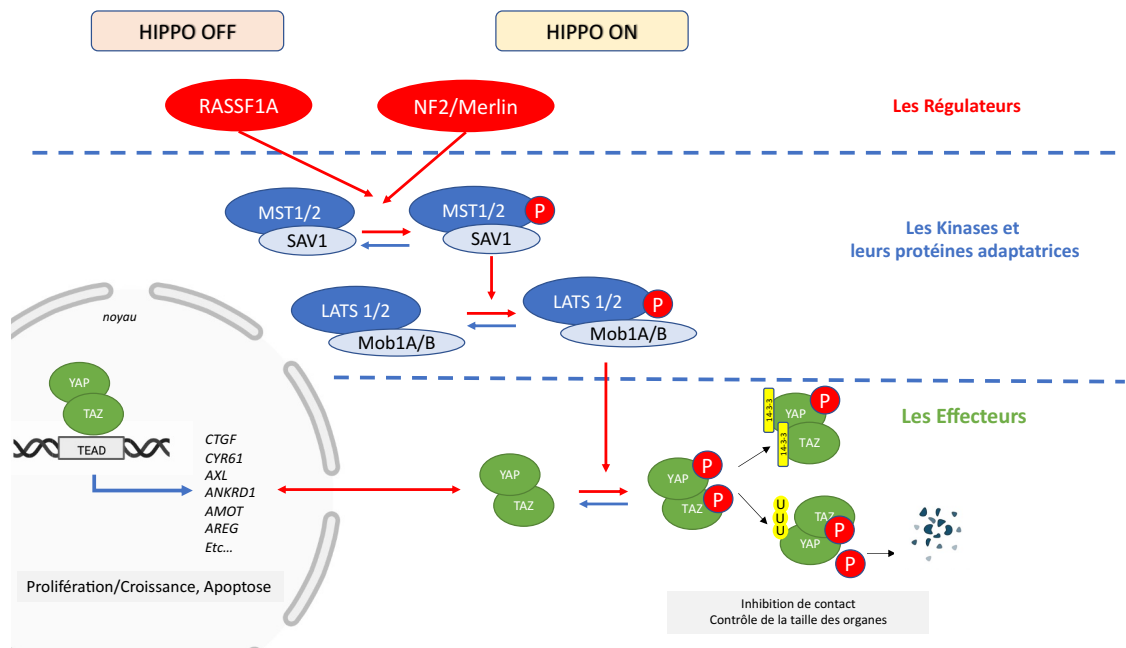 HIPPO OFF
HIPPO ON
RASSF1A
NF2/Merlin
Les Régulateurs
MST1/2
SAV1
MST1/2
P
SAV1
Les Kinases et
leurs protéines adaptatrices
LATS 1/2
Mob1A/B
LATS 1/2
P
Mob1A/B
noyau
YAP
TAZ
TEAD
CTGF
CYR61
AXL
ANKRD1
AMOT
AREG
Etc...
Prolifération/Croissance, Apoptose
Les Effecteurs
YAP
TAZ
YAP
P
TAZ
P
14-3-3
YAP
P
14-3-3
TAZ
U
U
U
TAZ
P
YAP
P
Inhibition de contact
Contrôle de la taille des organes